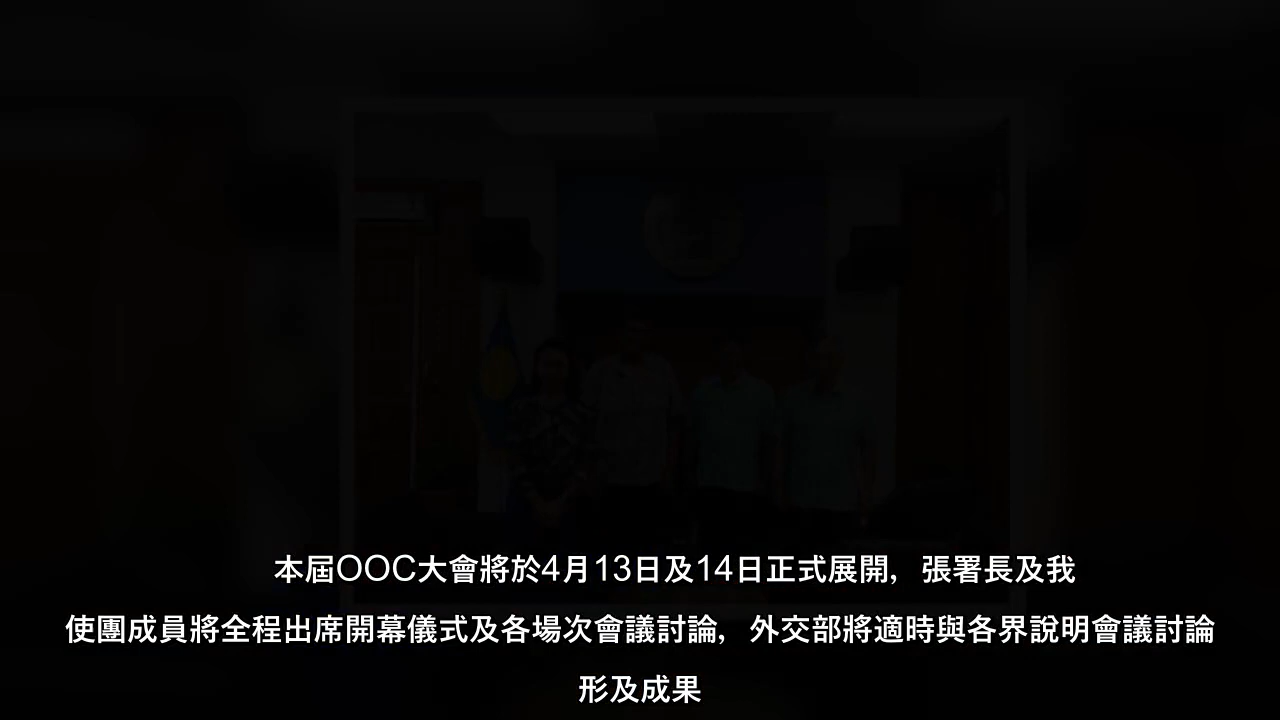 本屆OOC大會將於4月13日及14日正式展開，張署長及我
使團成員將全程出席開幕儀式及各場次會議討論，外交部將適時與各界說明會議討論
形及成果